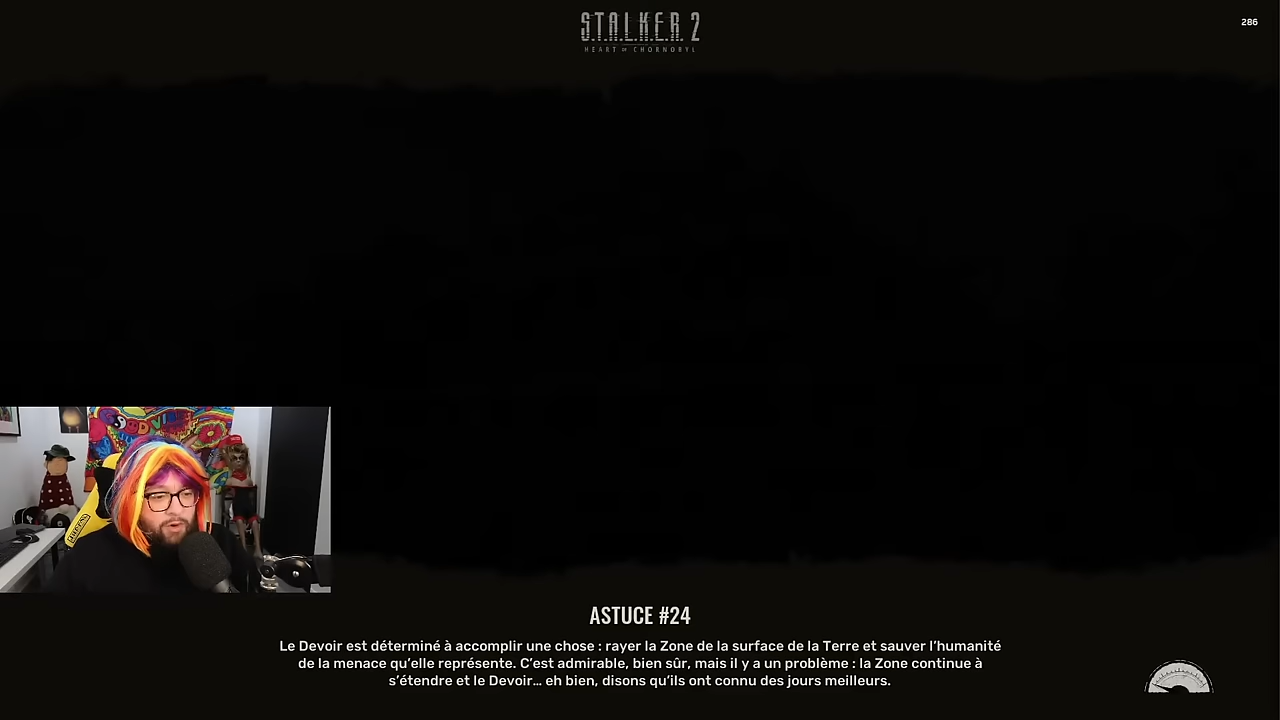 S.T.A.L.K.E.R. 2
HEART OF CHORNOBYL
286
ASTUCE #24
Le Devoir est déterminé à accomplir une chose : rayer la Zone de la surface de la Terre et sauver l’humanité
de la menace qu’elle représente. C’est admirable, bien sûr, mais il y a un problème : la Zone continue à
s’étendre et le Devoir… eh bien, disons qu’ils ont connu des jours meilleurs.